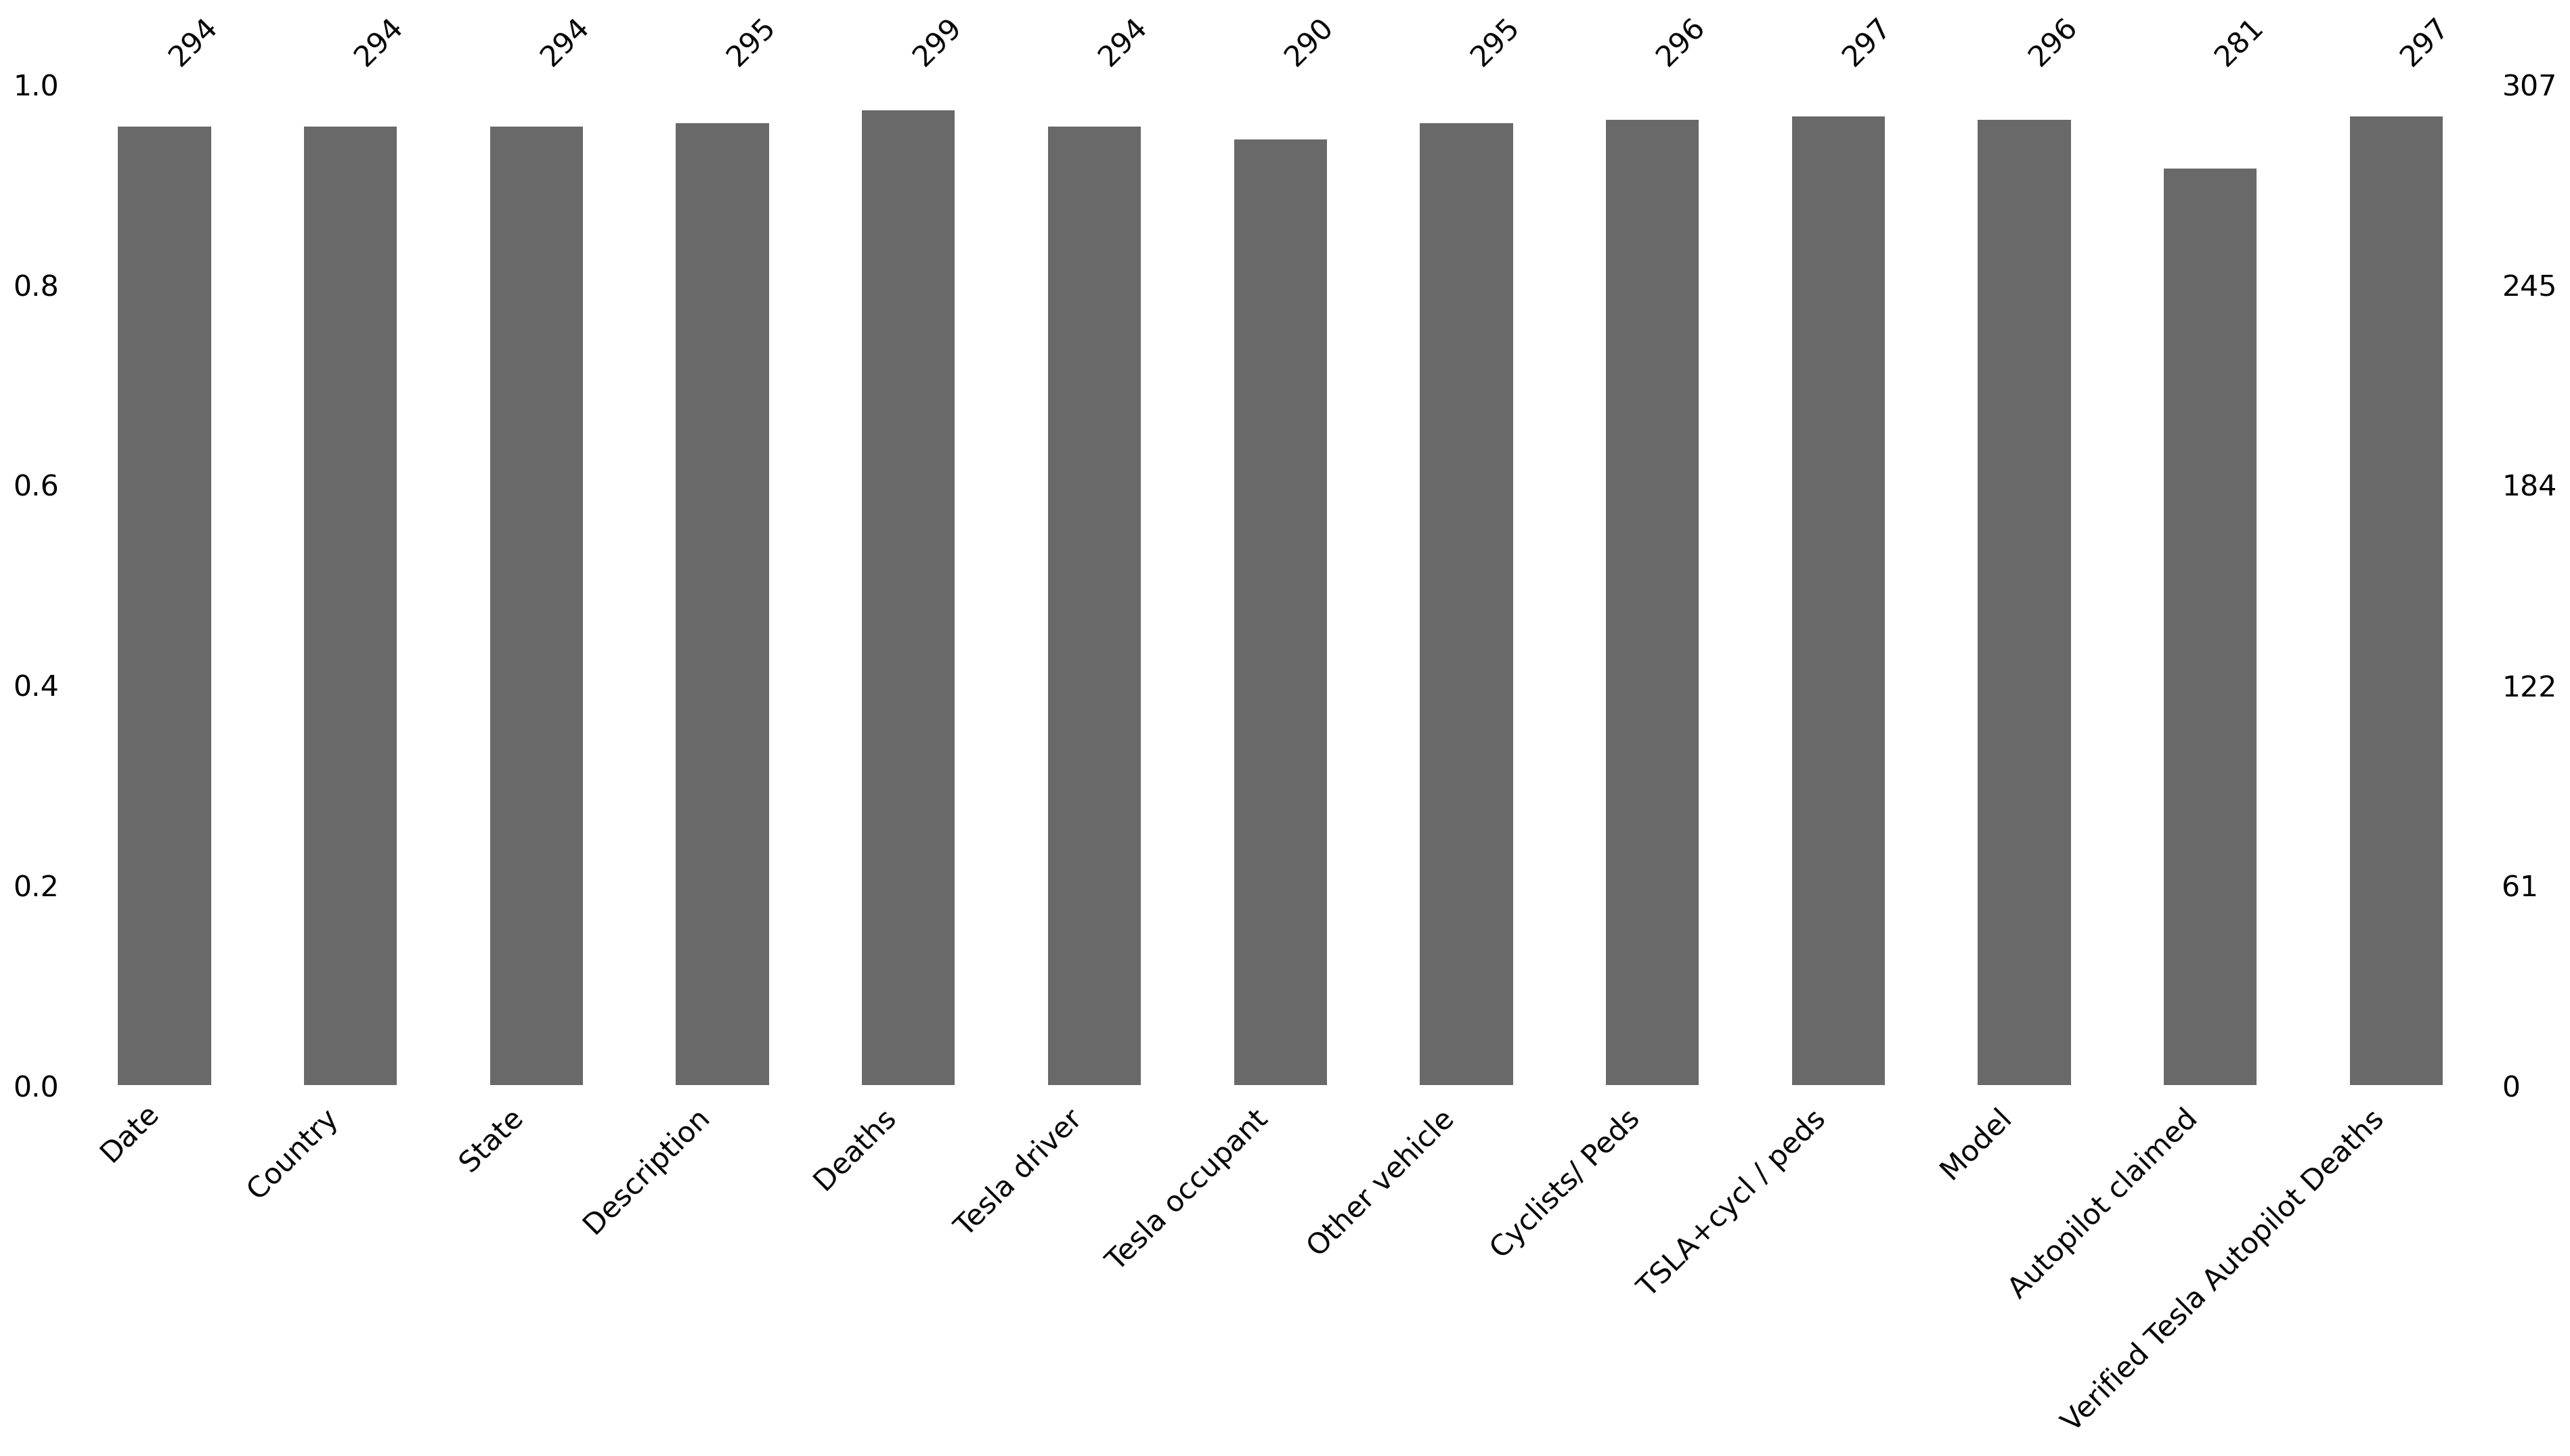 294
294
294
295
299
294
290
295
296
297
296
281
297
1.0
307
0.8
245
0.6
184
0.4
122
0.2
61
0.0
0
Date
Country
State
Description
Deaths
Tesla driver
Tesla occupant
Other vehicle
Cyclists/ Peds
TSLA+cycl / peds
Model
Autopilot claimed
Verified Tesla Autopilot Deaths